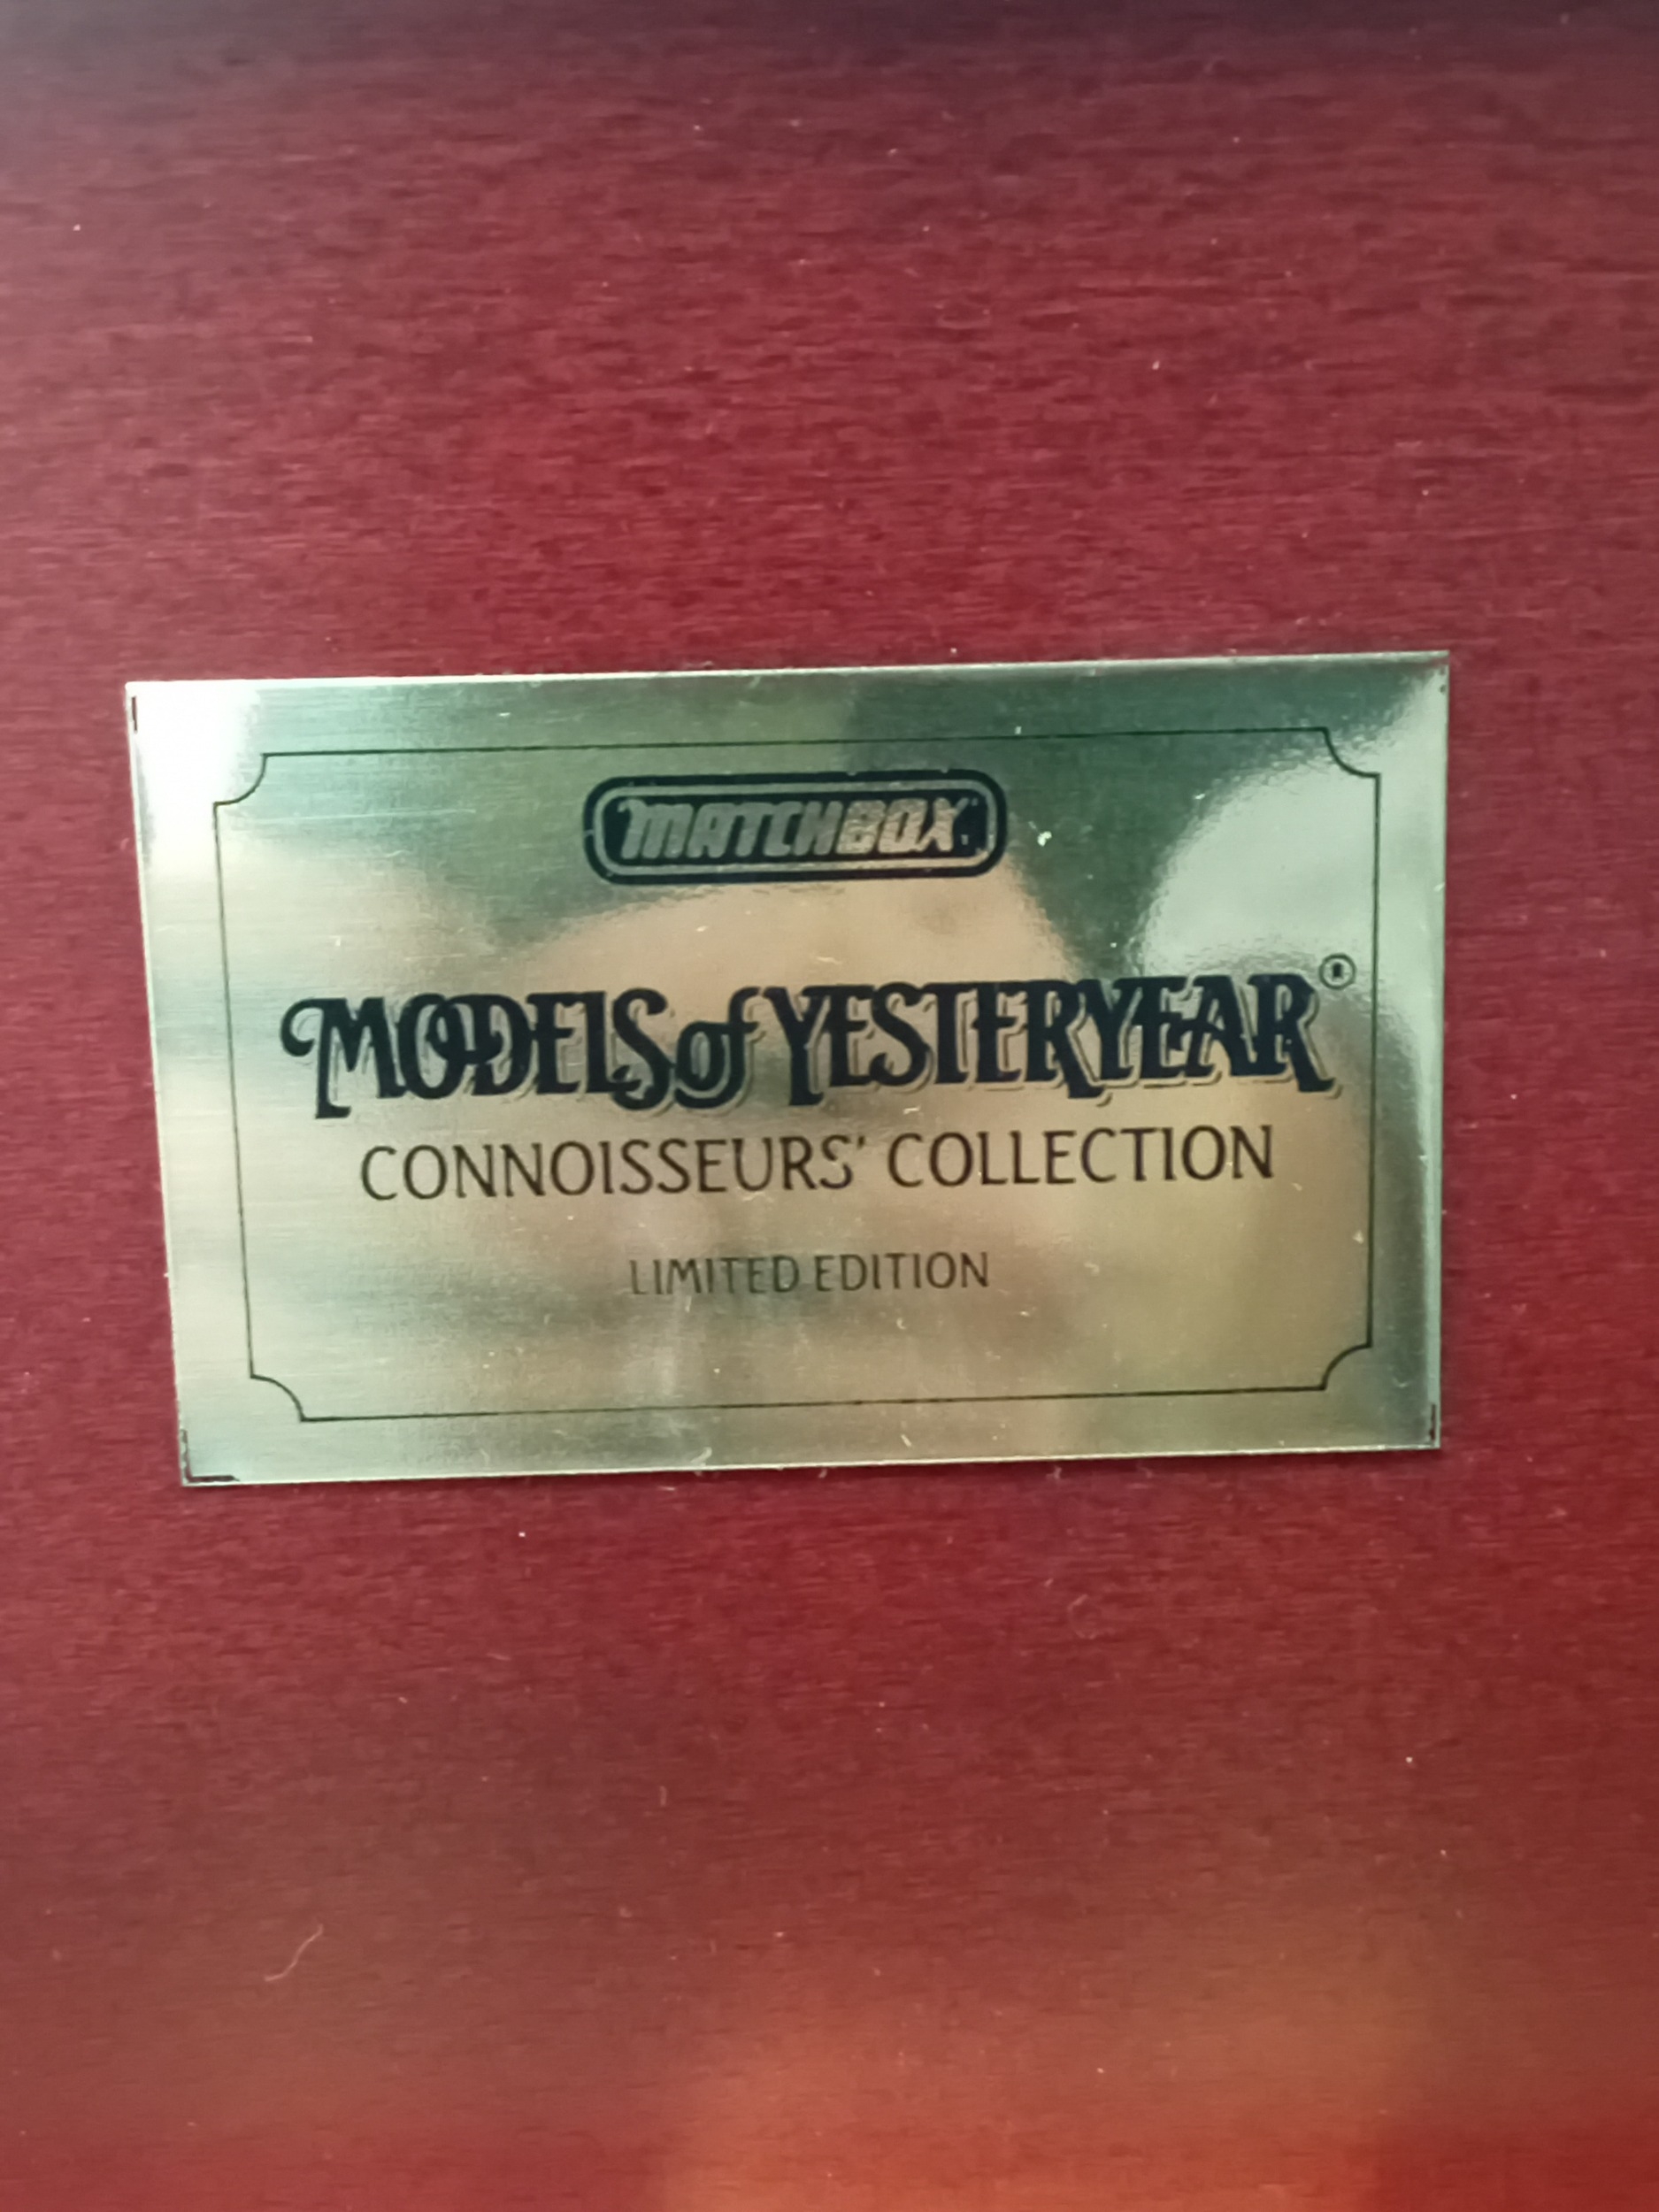 MATCHBOX
MODELS of YESTERYEAR®
CONNOISSEURS' COLLECTION
LIMITED EDITION